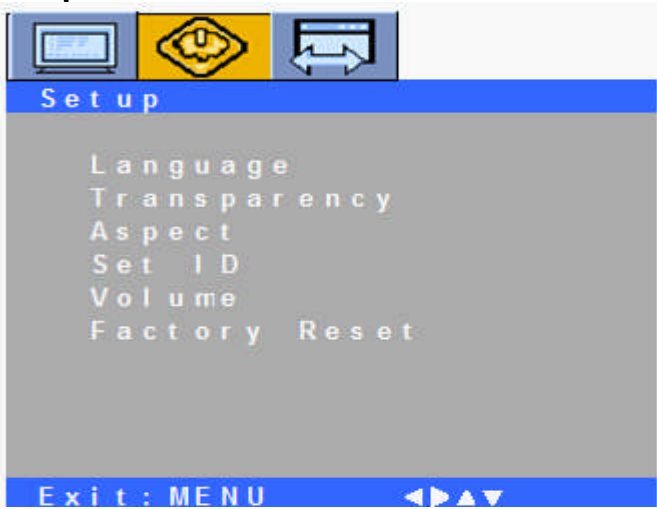 Setup
Language
Transparency
Aspect
Set ID
Volume
Factory Reset
Exit:MENU ◀▶▲▼